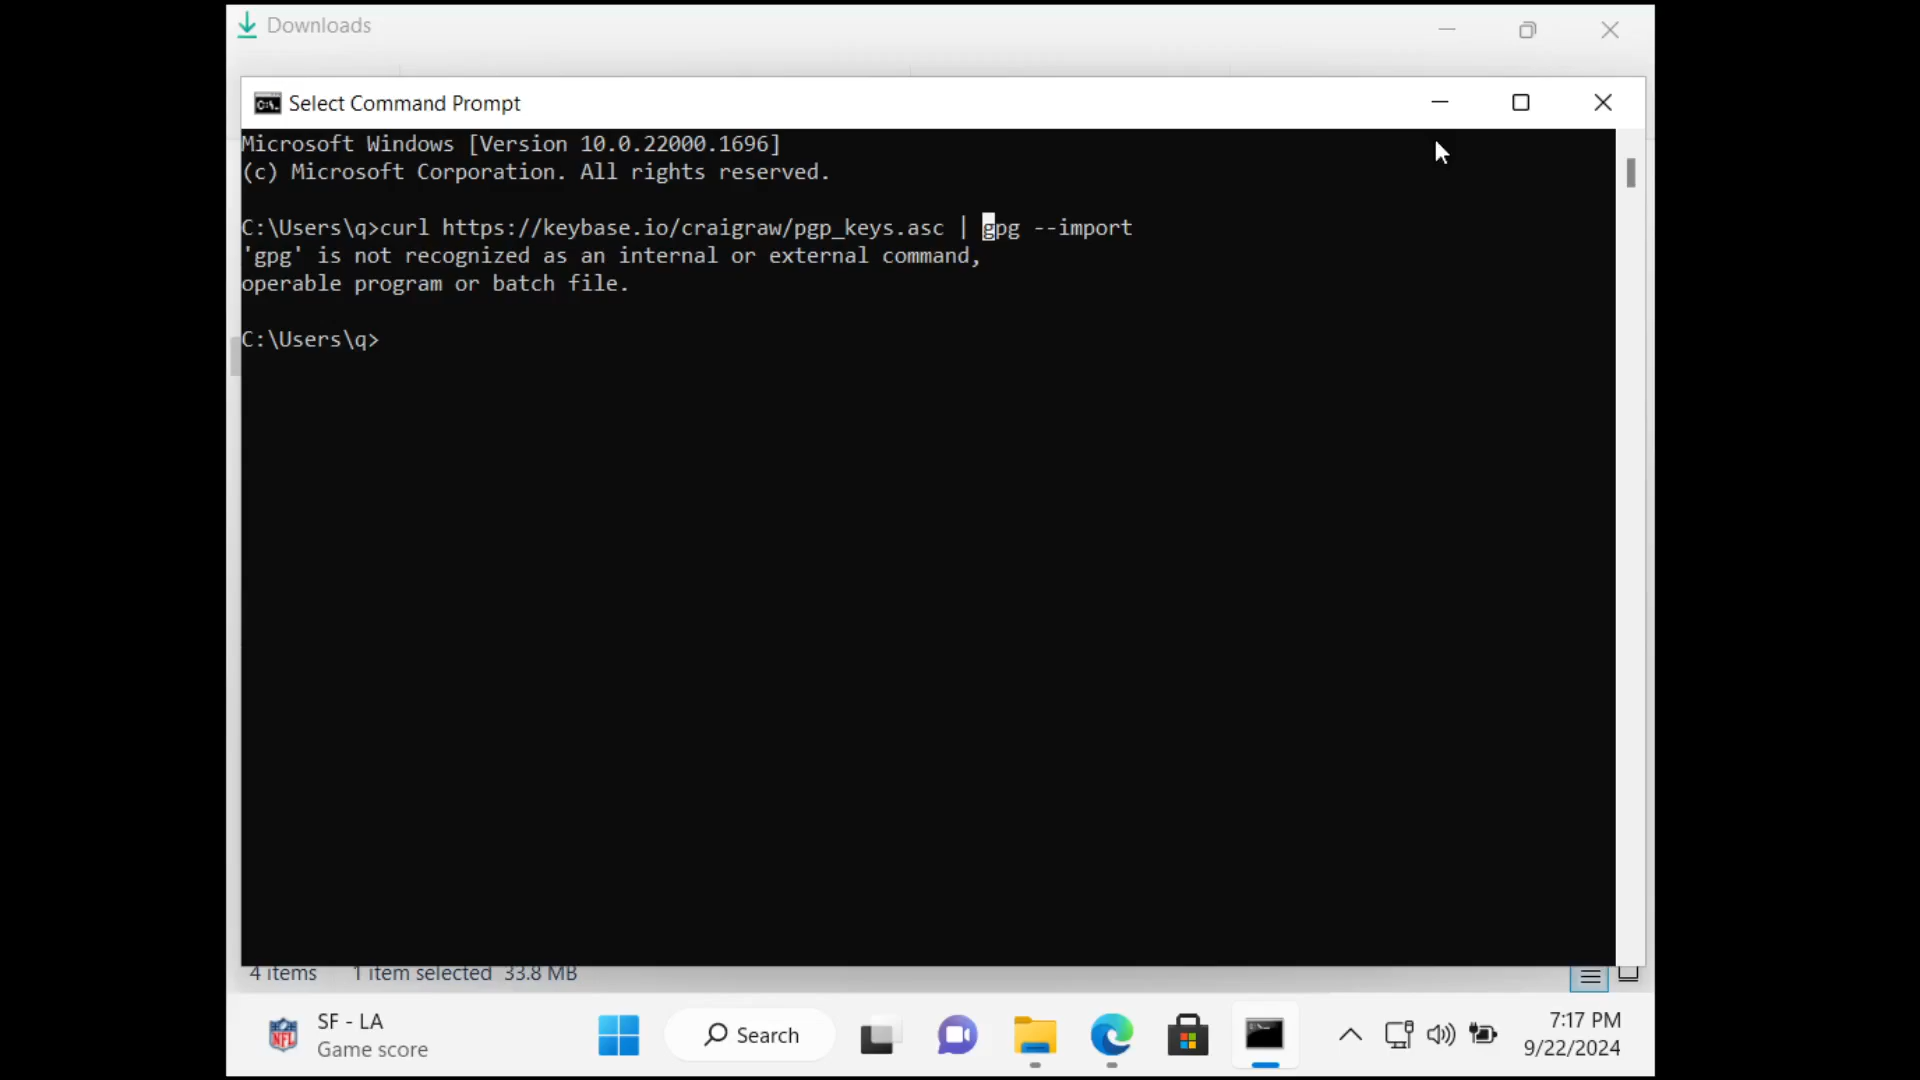 Downloads
Select Command Prompt
Microsoft Windows [Version 10.0.22000.1696]
(c) Microsoft Corporation. All rights reserved.
C:\Users\q>curl https://keybase.io/craigraw/pgp_keys.asc | gpg --import
'gpg' is not recognized as an internal or external command,
operable program or batch file.
C:\Users\q>
4 items 1 item selected 33.8 MB
SF - LA
Game score
Search
7:17 PM
9/22/2024